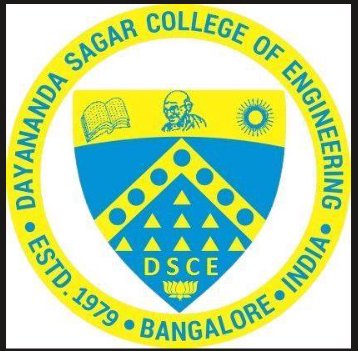 DAYANANDA SAGAR COLLEGE OF ENGINEERING
• ESTD. 1979 • BANGALORE • INDIA •
DSCE